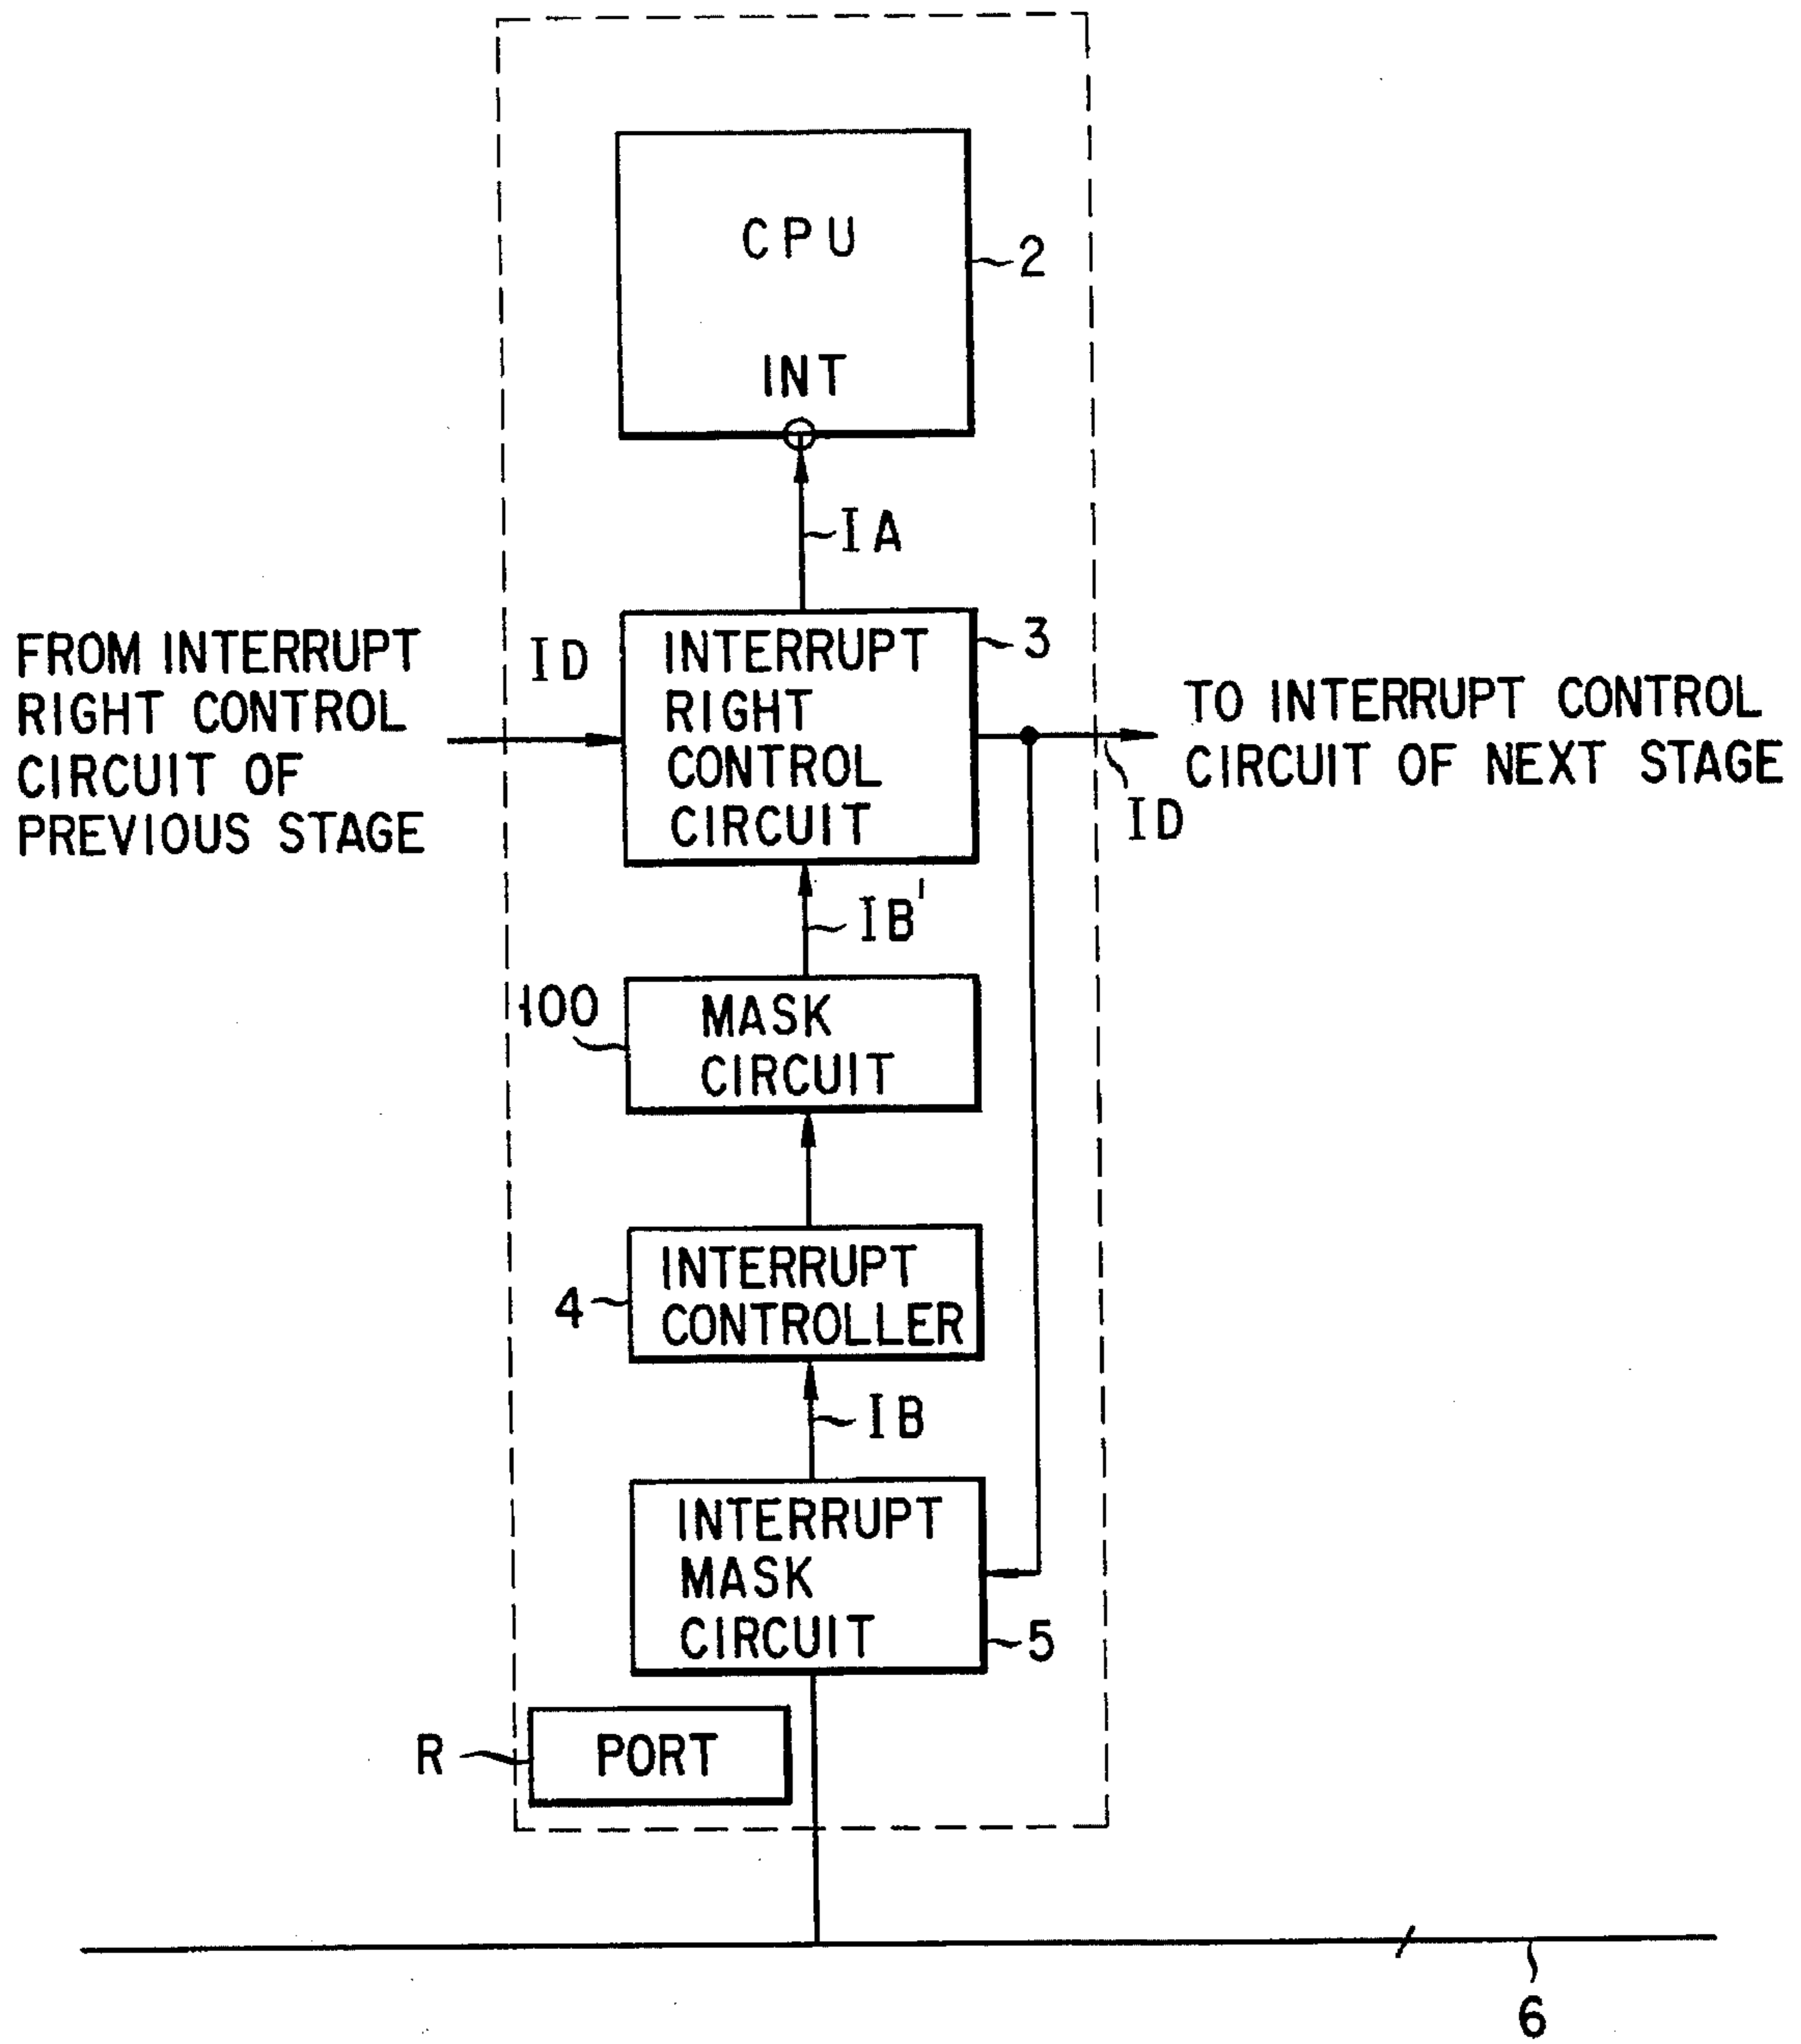 CPU
2
INT
IA
FROM INTERRUPT
RIGHT CONTROL
CIRCUIT OF
PREVIOUS STAGE
ID
INTERRUPT
RIGHT
CONTROL
CIRCUIT
3
TO INTERRUPT CONTROL
CIRCUIT OF NEXT STAGE
ID
IB'
100
MASK
CIRCUIT
4
INTERRUPT
CONTROLLER
IB
INTERRUPT
MASK
CIRCUIT
5
R
PORT
6